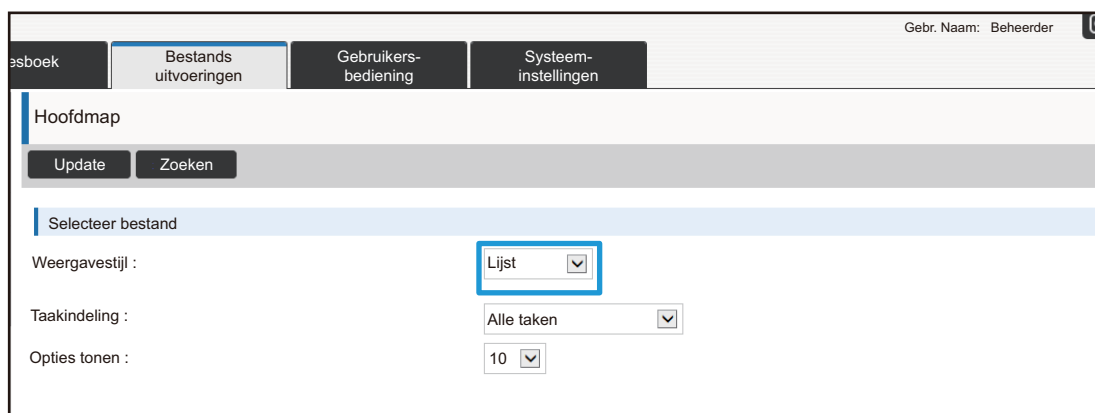 Gebr. Naam: Beheerder
esboek
Bestands
uitvoeringen
Gebruikers-
bediening
Systeem-
instellingen
Hoofdmap
Update Zoeken
Selecteer bestand
Weergavestijl : Lijst
Taakindeling : Alle taken
Opties tonen : 10